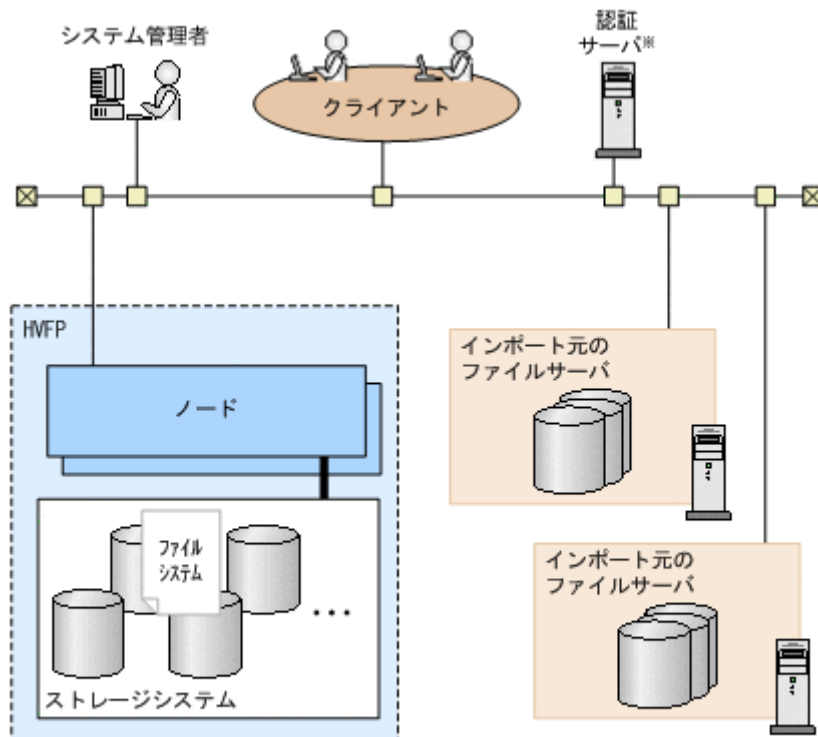 システム管理者
クライアント
認証
サーバ※
HVFP
ノード
ファイル
システム
...
ストレージシステム
インポート元の
ファイルサーバ
インポート元の
ファイルサーバ